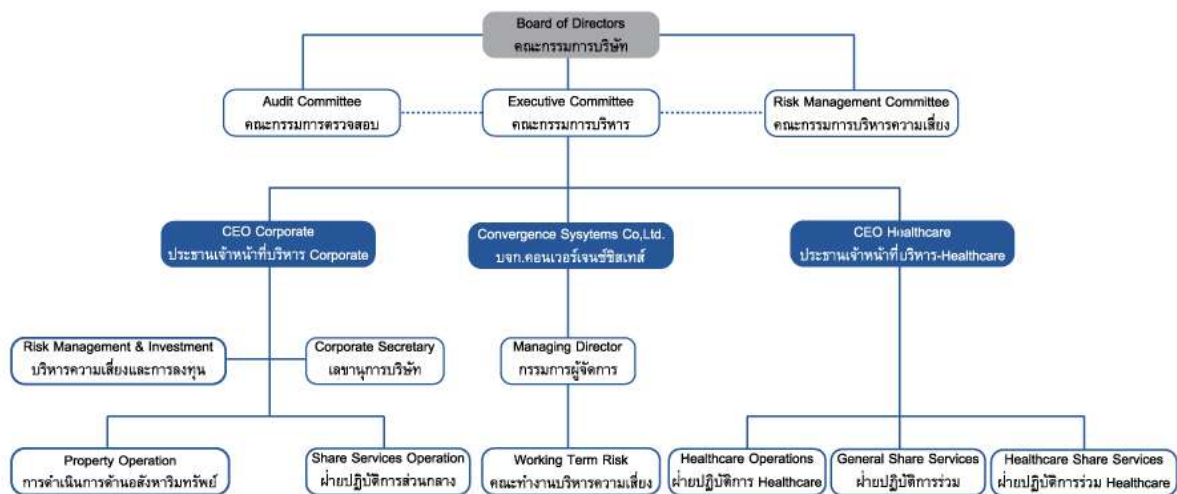 Board of Directors
คณะกรรมการบริษัท
Audit Committee
คณะกรรมการตรวจสอบ
Executive Committee
คณะกรรมการบริหาร
Risk Management Committee
คณะกรรมการบริหารความเสี่ยง
CEO Corporate
ประธานเจ้าหน้าที่บริหาร Corporate
Convergence Sysytems Co,Ltd.
บจก.คอนเวอร์เจนช์ซิสเทส์
CEO Healthcare
ประธานเจ้าหน้าที่บริหาร-Healthcare
Risk Management & Investment
บริหารความเสี่ยงและการลงทุน
Corporate Secretary
เลขานุการบริษัท
Managing Director
กรรมการผู้จัดการ
Property Operation
การดำเนินการด้านอสังหาริมทรัพย์
Share Services Operation
ฝ่ายปฏิบัติการส่วนกลาง
Working Term Risk
คณะทำงานบริหารความเสี่ยง
Healthcare Operations
ฝ่ายปฏิบัติการ Healthcare
General Share Services
ฝ่ายปฏิบัติการร่วม
Healthcare Share Services
ฝ่ายปฏิบัติการร่วม Healthcare